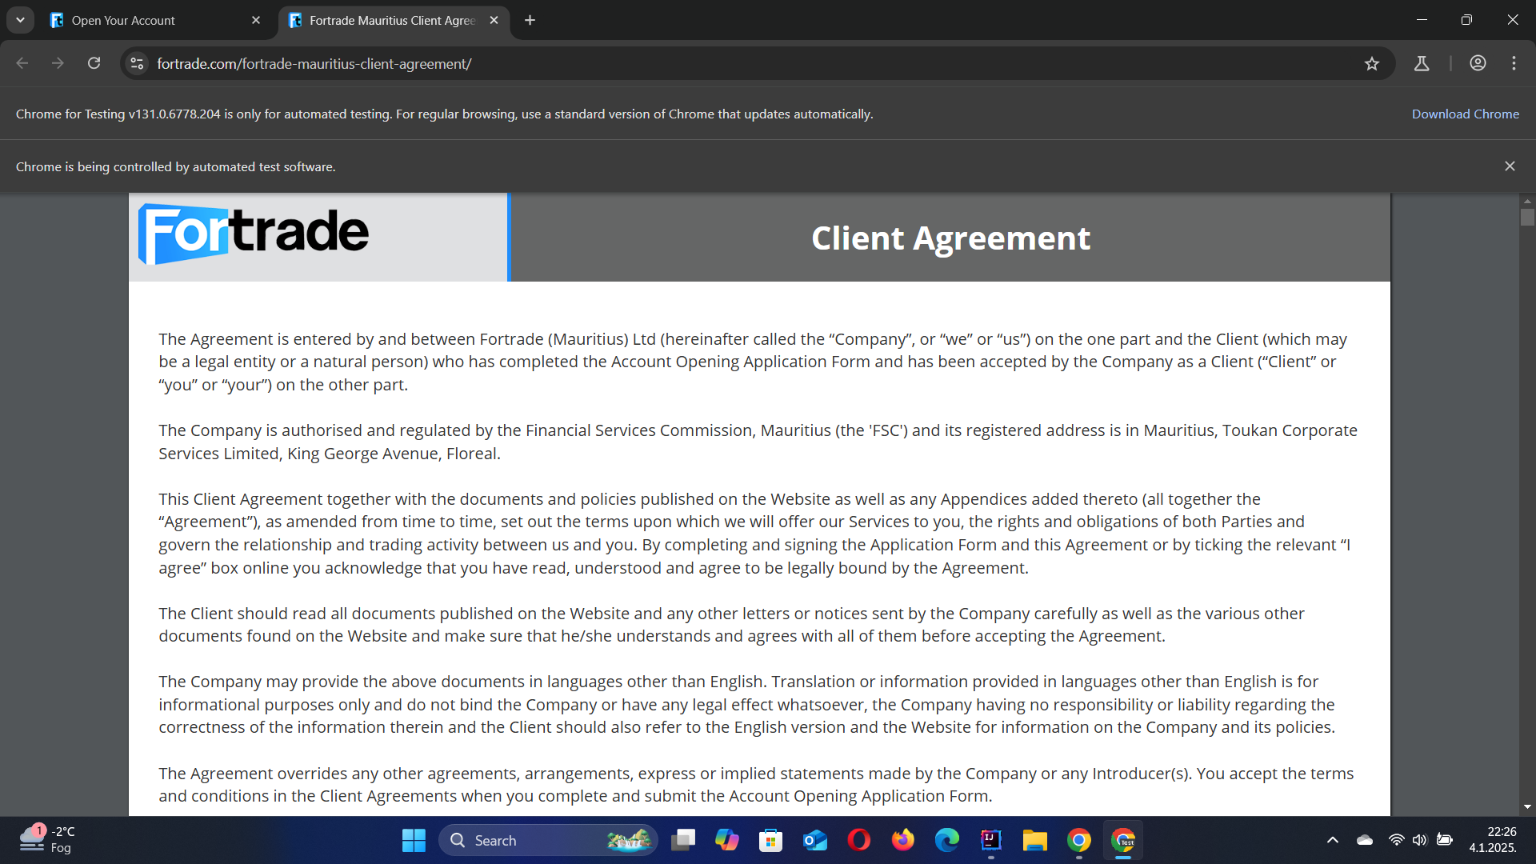 Open Your Account
Fortrade Mauritius Client Agree
fortrade.com/fortrade-mauritius-client-agreement/
Chrome for Testing v131.0.6778.204 is only for automated testing. For regular browsing, use a standard version of Chrome that updates automatically.
Download Chrome
Chrome is being controlled by automated test software.
Fortrade
Client Agreement
The Agreement is entered by and between Fortrade (Mauritius) Ltd (hereinafter called the “Company”, or “we” or “us”) on the one part and the Client (which may
be a legal entity or a natural person) who has completed the Account Opening Application Form and has been accepted by the Company as a Client (“Client” or
“you” or “your”) on the other part.
The Company is authorised and regulated by the Financial Services Commission, Mauritius (the 'FSC') and its registered address is in Mauritius, Toukan Corporate
Services Limited, King George Avenue, Floreal.
This Client Agreement together with the documents and policies published on the Website as well as any Appendices added thereto (all together the
“Agreement”), as amended from time to time, set out the terms upon which we will offer our Services to you, the rights and obligations of both Parties and
govern the relationship and trading activity between us and you. By completing and signing the Application Form and this Agreement or by ticking the relevant “I
agree” box online you acknowledge that you have read, understood and agree to be legally bound by the Agreement.
The Client should read all documents published on the Website and any other letters or notices sent by the Company carefully as well as the various other
documents found on the Website and make sure that he/she understands and agrees with all of them before accepting the Agreement.
The Company may provide the above documents in languages other than English. Translation or information provided in languages other than English is for
informational purposes only and do not bind the Company or have any legal effect whatsoever, the Company having no responsibility or liability regarding the
correctness of the information therein and the Client should also refer to the English version and the Website for information on the Company and its policies.
The Agreement overrides any other agreements, arrangements, express or implied statements made by the Company or any Introducer(s). You accept the terms
and conditions in the Client Agreements when you complete and submit the Account Opening Application Form.
1
-2°C
Fog
Search
IJ
Test
22:26
4.1.2025.